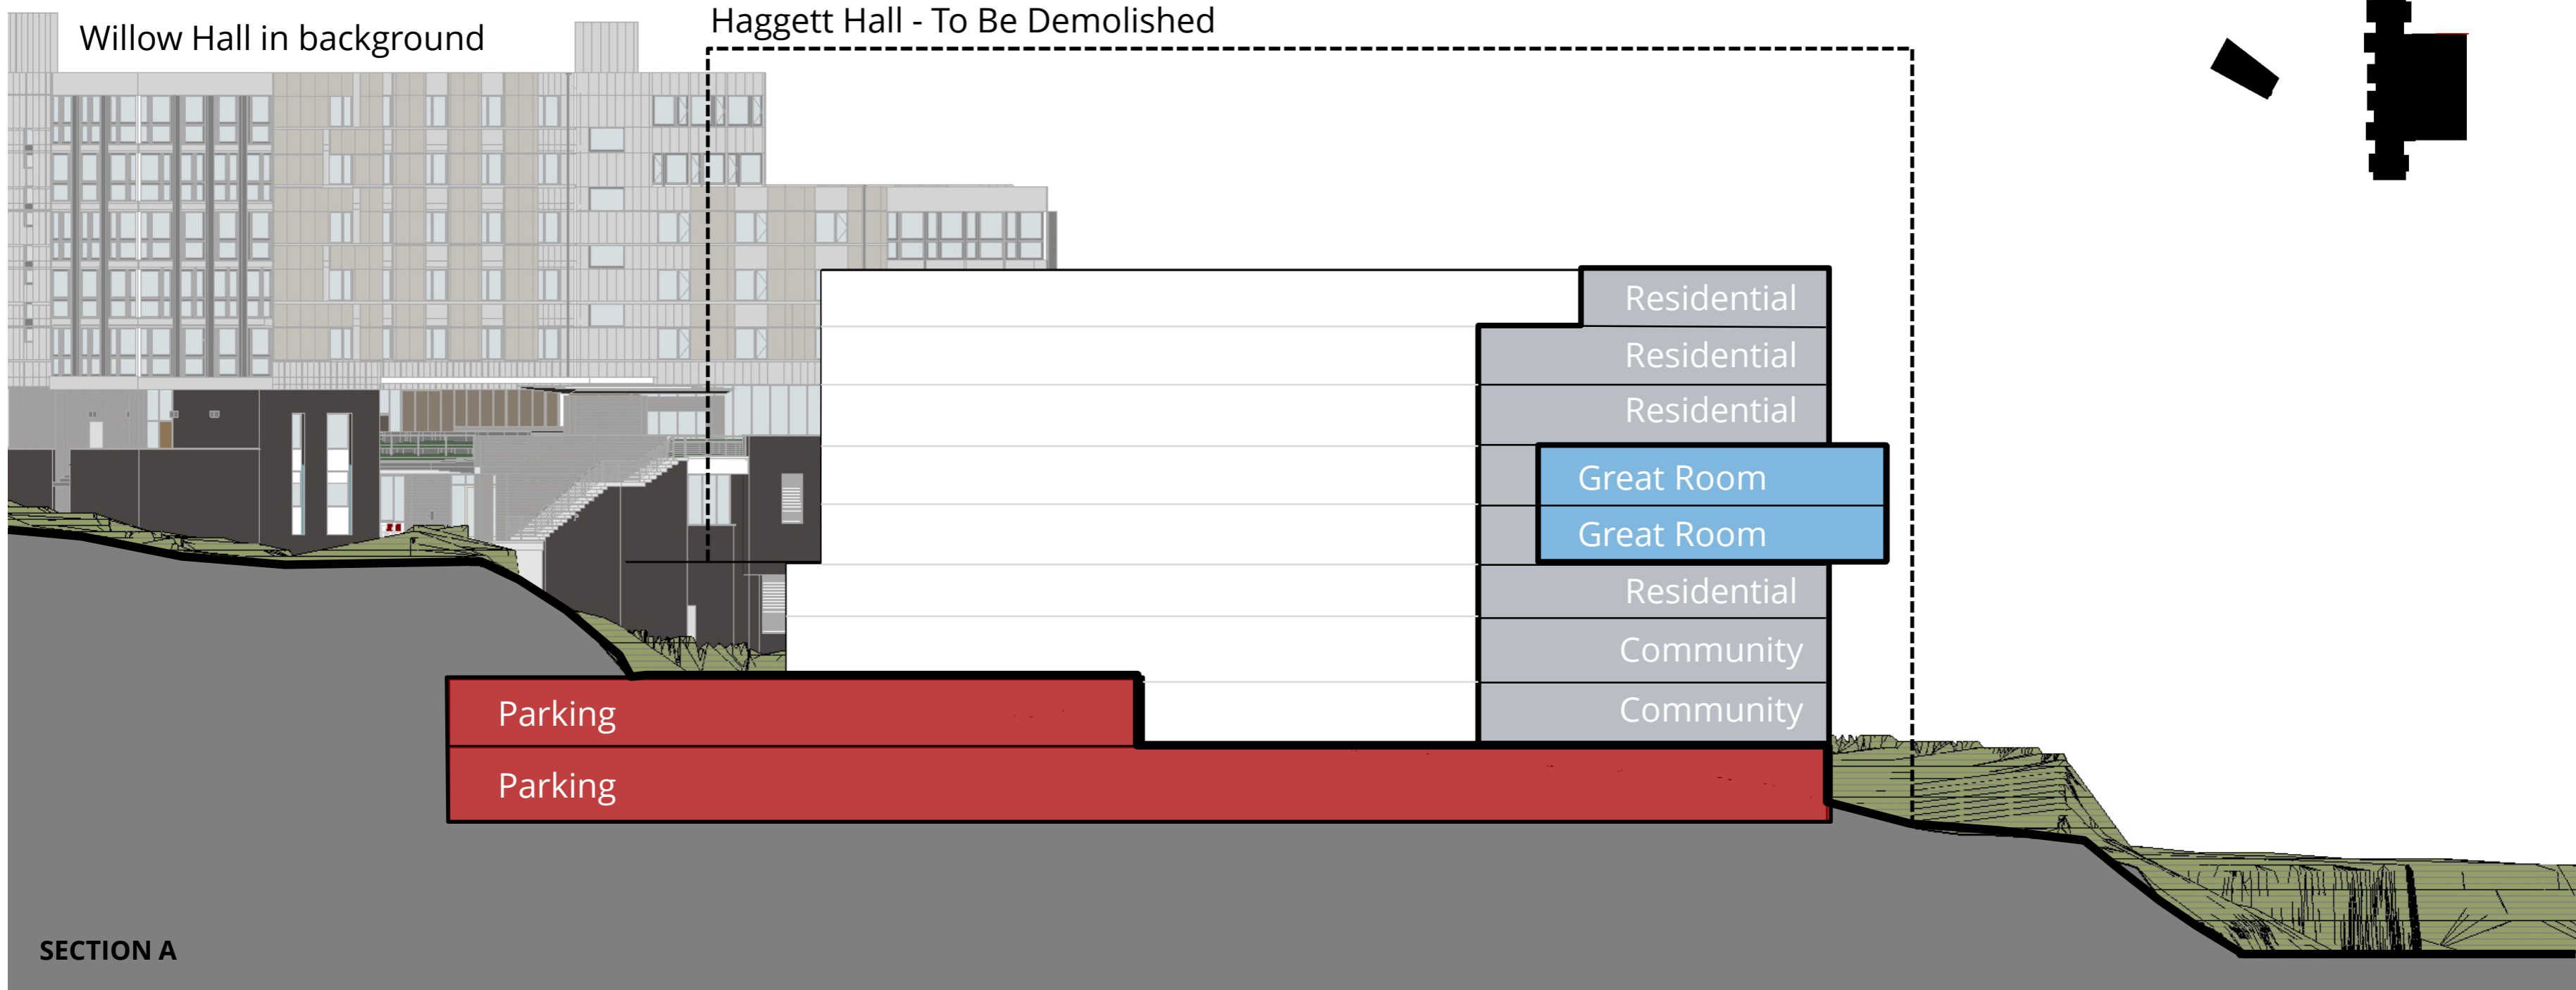 Willow Hall in background
Haggett Hall - To Be Demolished
Residential
Residential
Residential
Great Room
Great Room
Residential
Community
Community
Parking
Parking
SECTION A